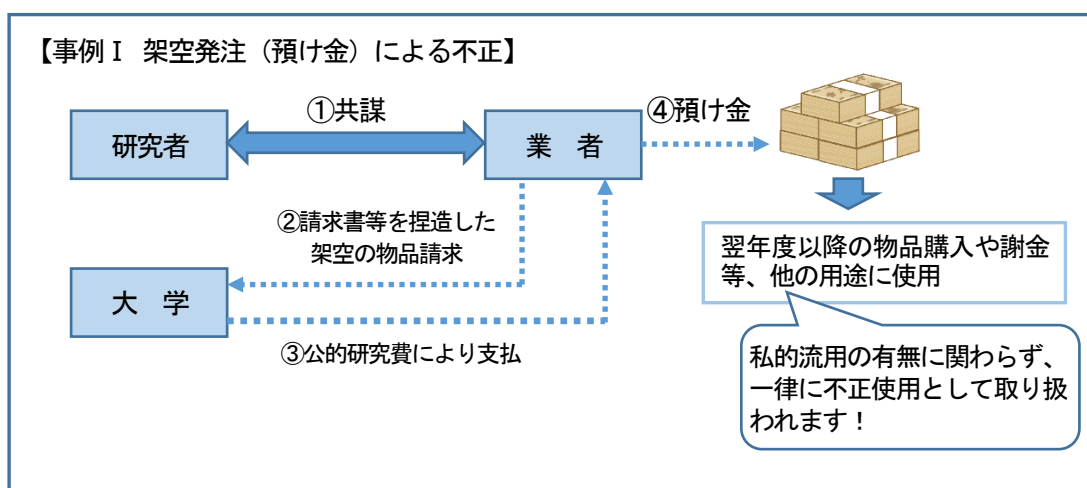 【事例Ⅰ 架空発注（預け金）による不正】
①共謀
④預け金
研究者
業　者
②請求書等を捏造した
架空の物品請求
大　学
③公的研究費により支払
翌年度以降の物品購入や謝金
等、他の用途に使用
私的流用の有無に関わらず、
一律に不正使用として取り扱
われます！